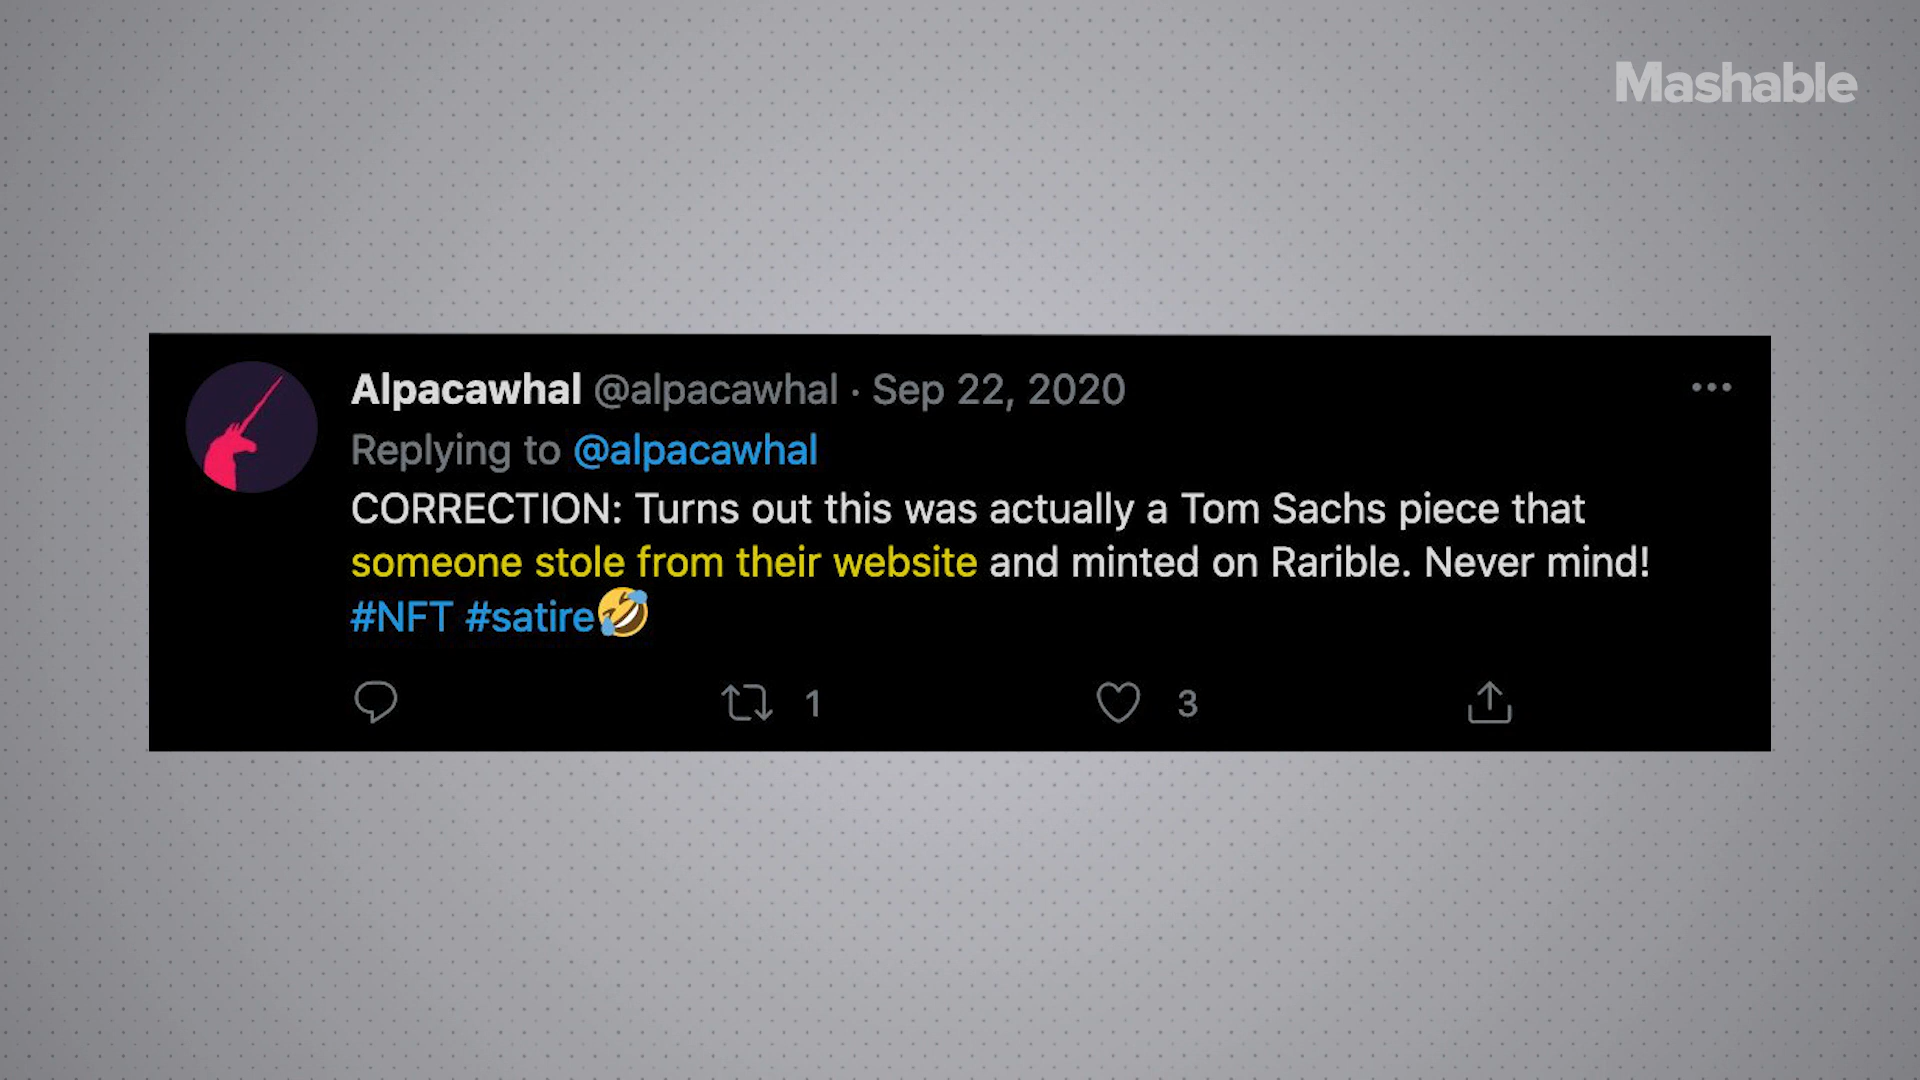 Mashable
Alpacawhal @alpacawhal · Sep 22, 2020
Replying to @alpacawhal
CORRECTION: Turns out this was actually a Tom Sachs piece that
someone stole from their website and minted on Rarible. Never mind!
#NFT #satire🤣
1 3